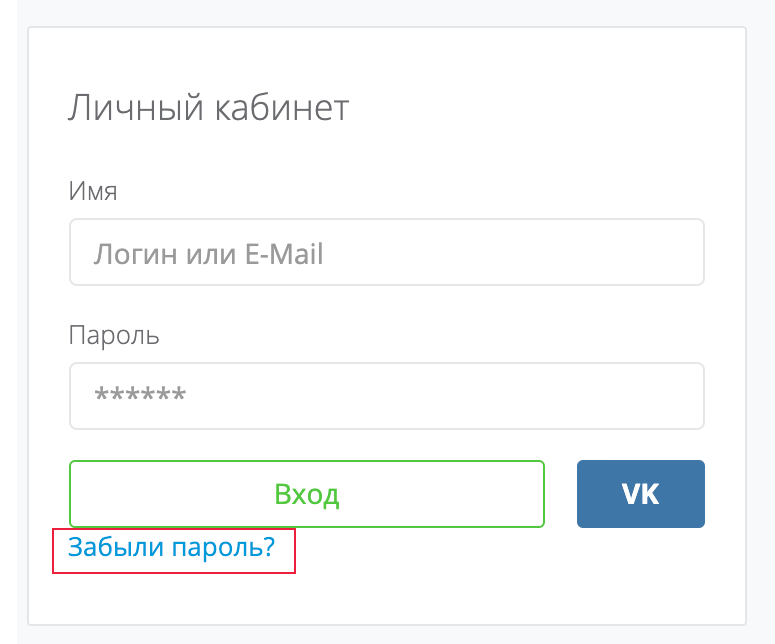 Личный кабинет
Имя
Логин или E-Mail
Пароль
******
Вход
VK
Забыли пароль?